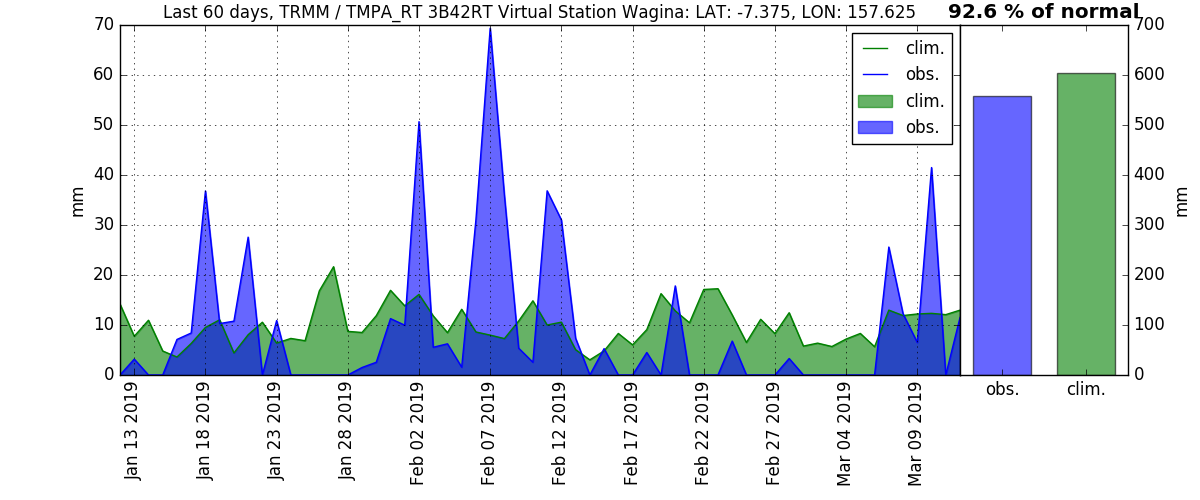 Last 60 days, TRMM / TMPA_RT 3B42RT Virtual Station Wagina: LAT: -7.375, LON: 157.625
92.6 % of normal
70
60
50
40
30
20
10
0
mm
clim.
obs.
clim.
obs.
700
600
500
400
300
200
100
0
mm
Jan 13 2019
Jan 18 2019
Jan 23 2019
Jan 28 2019
Feb 02 2019
Feb 07 2019
Feb 12 2019
Feb 17 2019
Feb 22 2019
Feb 27 2019
Mar 04 2019
Mar 09 2019
obs.
clim.